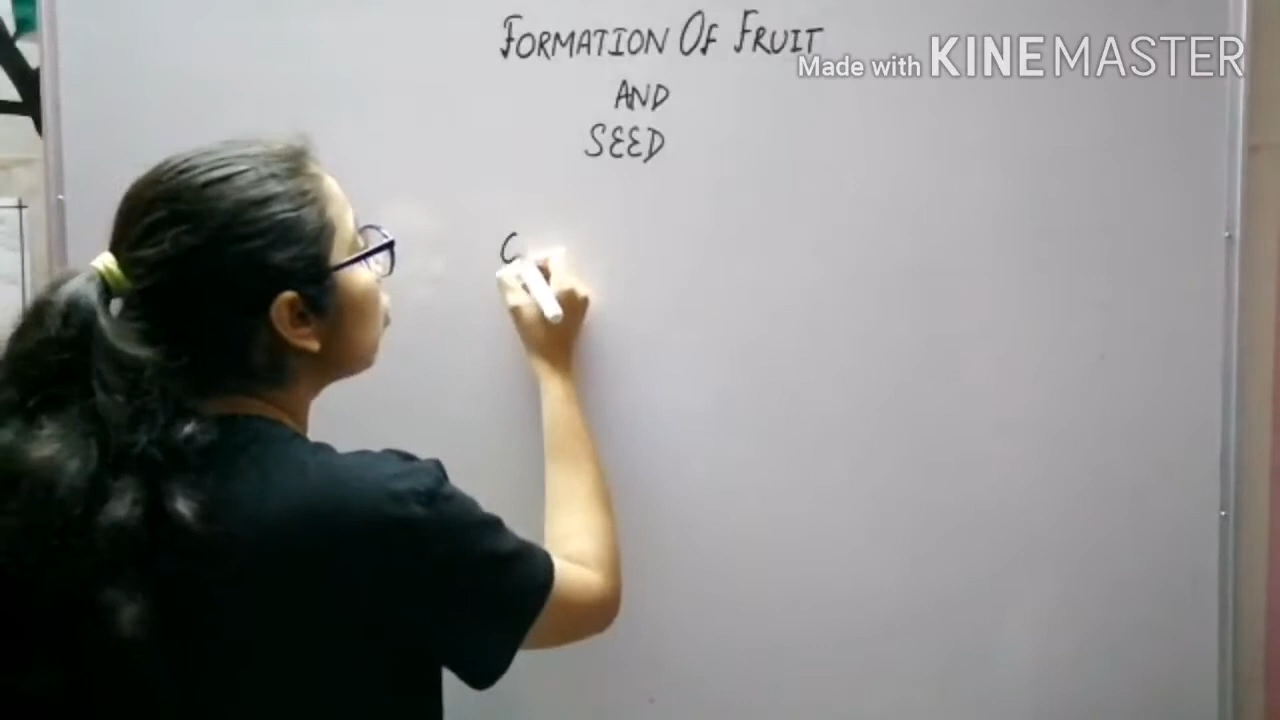 FORMATION OF FRUIT
Made with KINEMASTER
AND
SEED
C